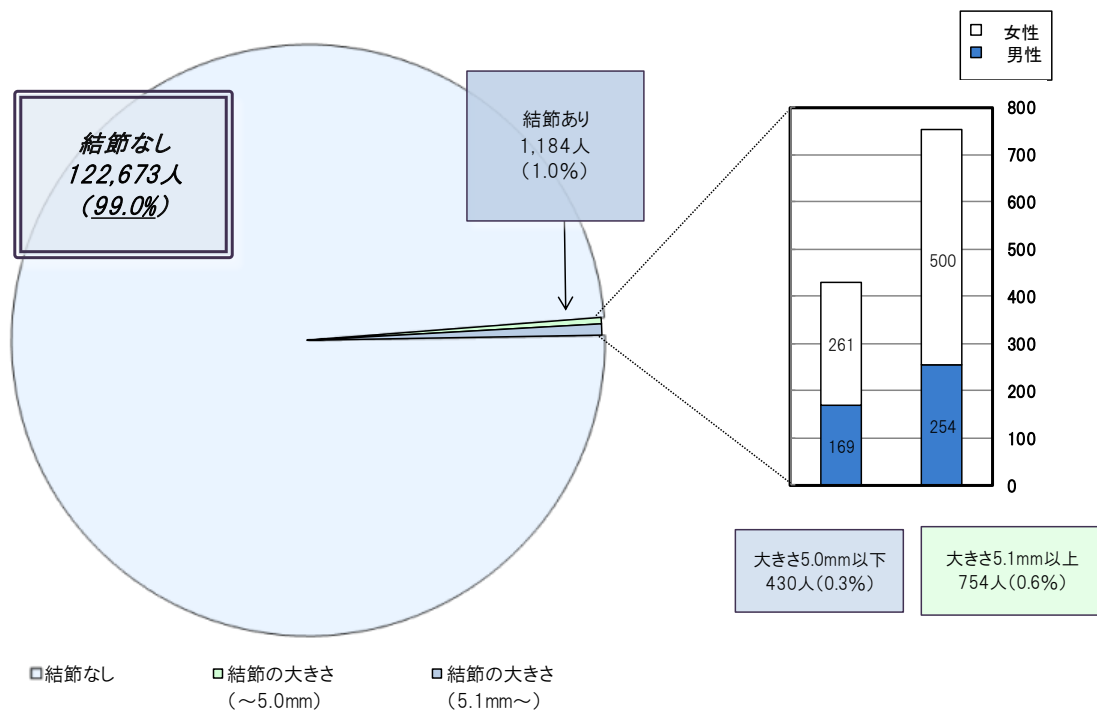 女性
男性
結節なし
122,673人
(99.0%)
結節あり
1,184人
(1.0%)
800
700
600
500
400
300
200
100
0
500
261
254
169
大きさ5.0mm以下
430人(0.3%)
大きさ5.1mm以上
754人(0.6%)
結節なし
結節の大きさ
(～5.0mm)
結節の大きさ
(5.1mm～)